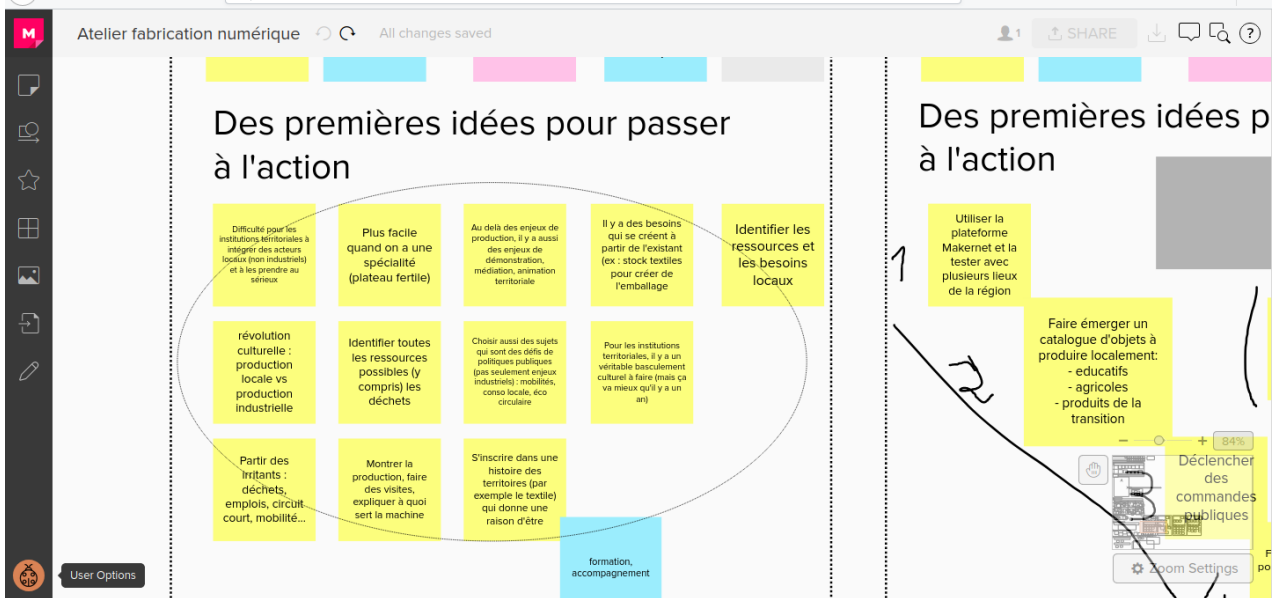 M
Atelier fabrication numérique
All changes saved
1
SHARE
?
Des premières idées pour passer
à l'action
Difficulté pour les
institutions territoriales à
intégrer des acteurs
locaux (non industriels)
et à les prendre au
sérieux
Plus facile
quand on a une
spécialité
(plateau fertile)
Au delà des enjeux de
production, il y a aussi
des enjeux de
démonstration,
médiation, animation
territoriale
Il y a des besoins
qui se créent à
partir de l'existant
(ex : stock textiles
pour créer de
l'emballage
Identifier les
ressources et
les besoins
locaux
révolution
culturelle :
production
locale vs
production
industrielle
Identifier toutes
les ressources
possibles (y
compris) les
déchets
Choisir aussi des sujets
qui sont des défis de
politiques publiques
(pas seulement enjeux
industriels) : mobilités,
conso locale, éco
circulaire
Pour les institutions
territoriales, il y a un
véritable basculement
culturel à faire (mais ça
va mieux qu'il y a un
an)
Partir des
irritants :
déchets,
emplois, circuit
court, mobilité...
Montrer la
production, faire
des visites,
expliquer à quoi
sert la machine
S'inscrire dans une
histoire des
territoires (par
exemple le textile)
qui donne une
raison d'être
formation,
accompagnement
Des premières idées p
à l'action
1
Utiliser la
plateforme
Makernet et la
tester avec
plusieurs lieux
de la région
2
Faire émerger un
catalogue d'objets à
produire localement:
- educatifs
- agricoles
- produits de la
transition
84%
Déclencher
des
commandes
publiques
Zoom Settings
F
po
User Options